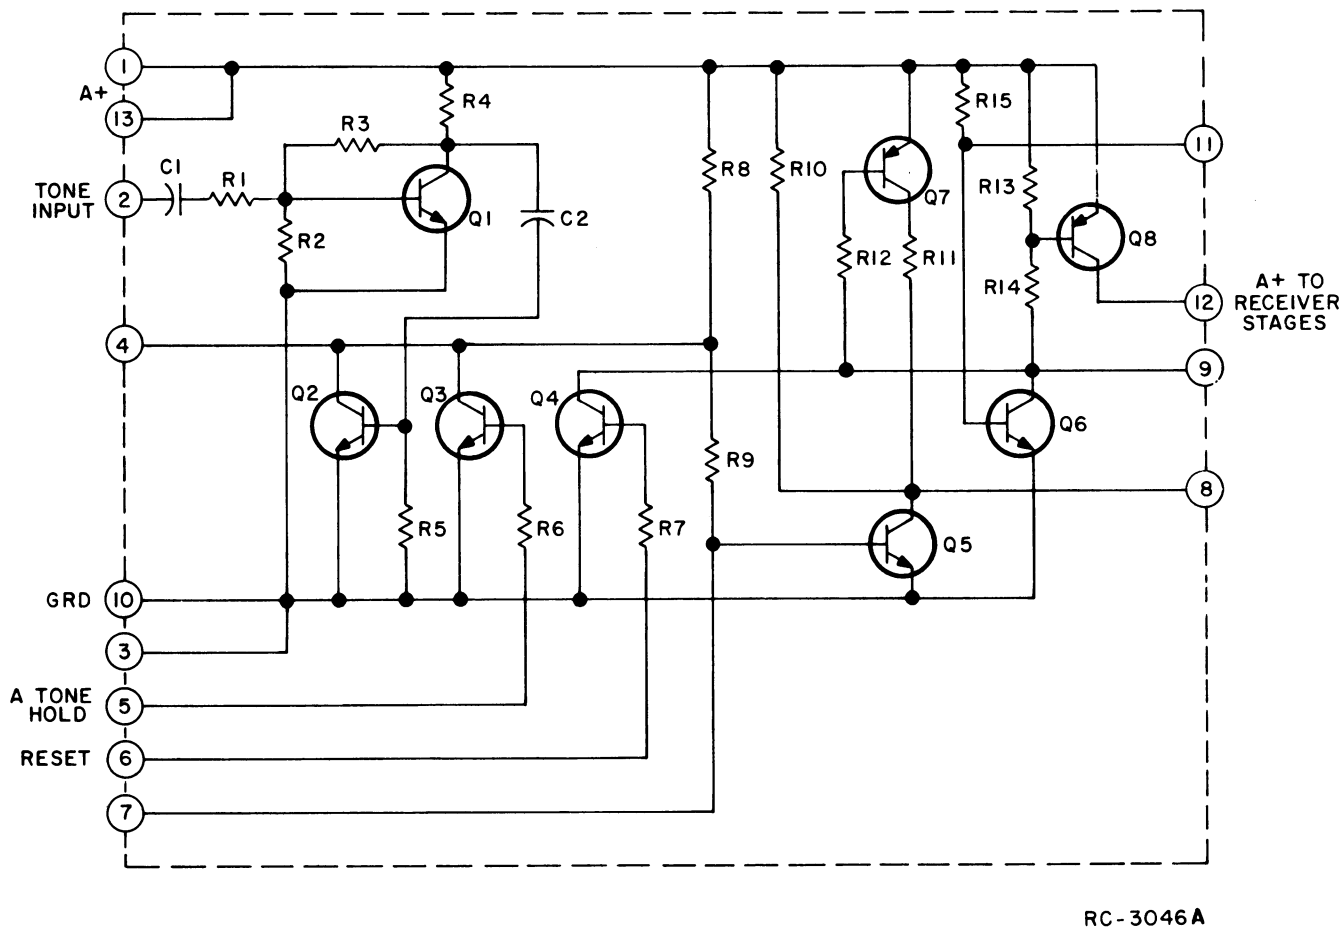 1
A+
13
R4
R15
R3
11
C1
R1
TONE
INPUT
2
Q1
C2
R2
R8
R10
Q7
R13
Q8
R12
R11
R14
12
A+ TO
RECEIVER
STAGES
4
9
Q2
Q3
Q4
Q6
R9
8
R5
R6
R7
Q5
GRD
10
3
A TONE
HOLD
5
RESET
6
7
RC-3046A